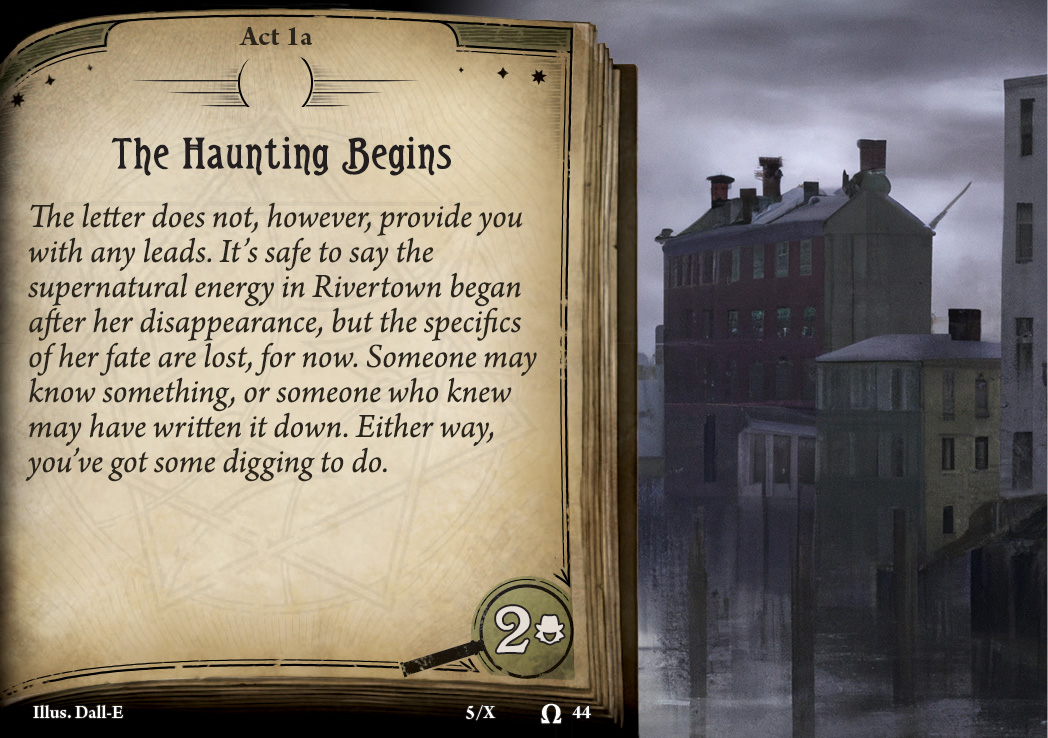 Act 1a
The Haunting Begins
The letter does not, however, provide you
with any leads. It’s safe to say the
supernatural energy in Rivertown began
after her disappearance, but the specifics
of her fate are lost, for now. Someone may
know something, or someone who knew
may have written it down. Either way,
you’ve got some digging to do.
2
Illus. Dall-E 5/X Ω 44